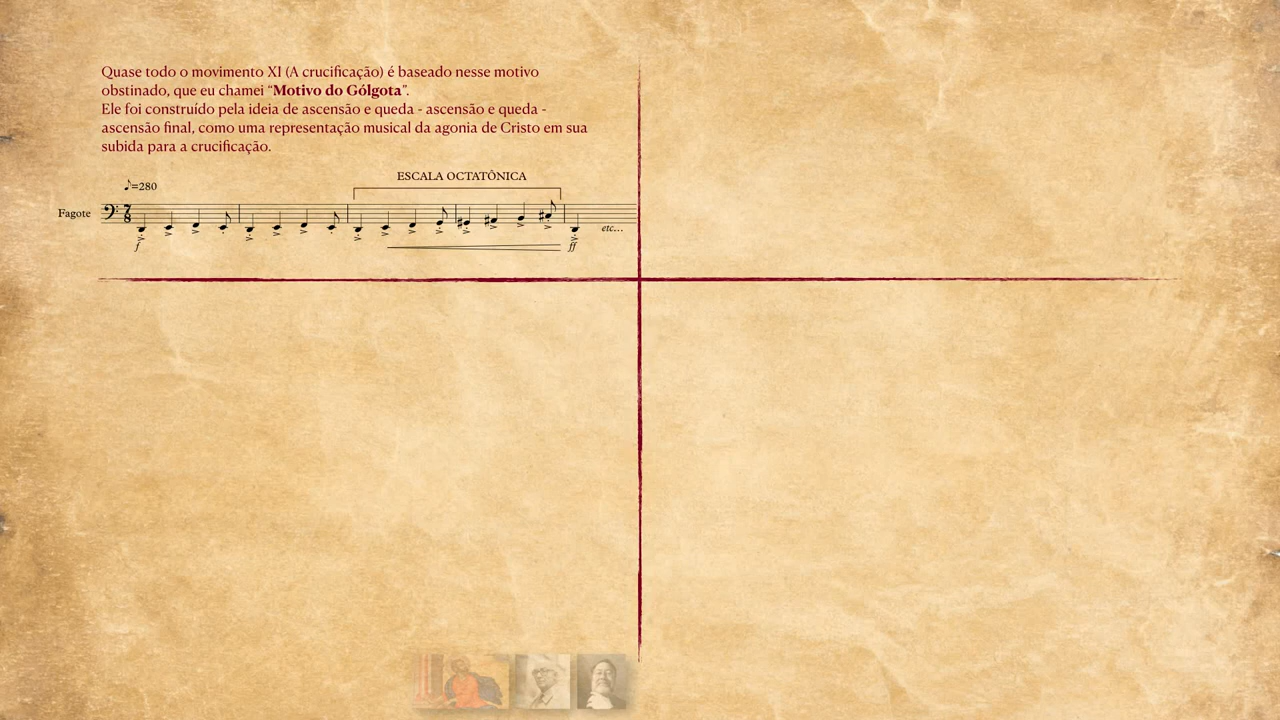 Quase todo o movimento XI (A crucificação) é baseado nesse motivo
obstinado, que eu chamei “Motivo do Gólgota”.
Ele foi construído pela ideia de ascensão e queda - ascensão e queda -
ascensão final, como uma representação musical da agonia de Cristo em sua
subida para a crucificação.
ESCALA OCTATÔNICA
♪=280
Fagote
7
8
etc...
f
ff